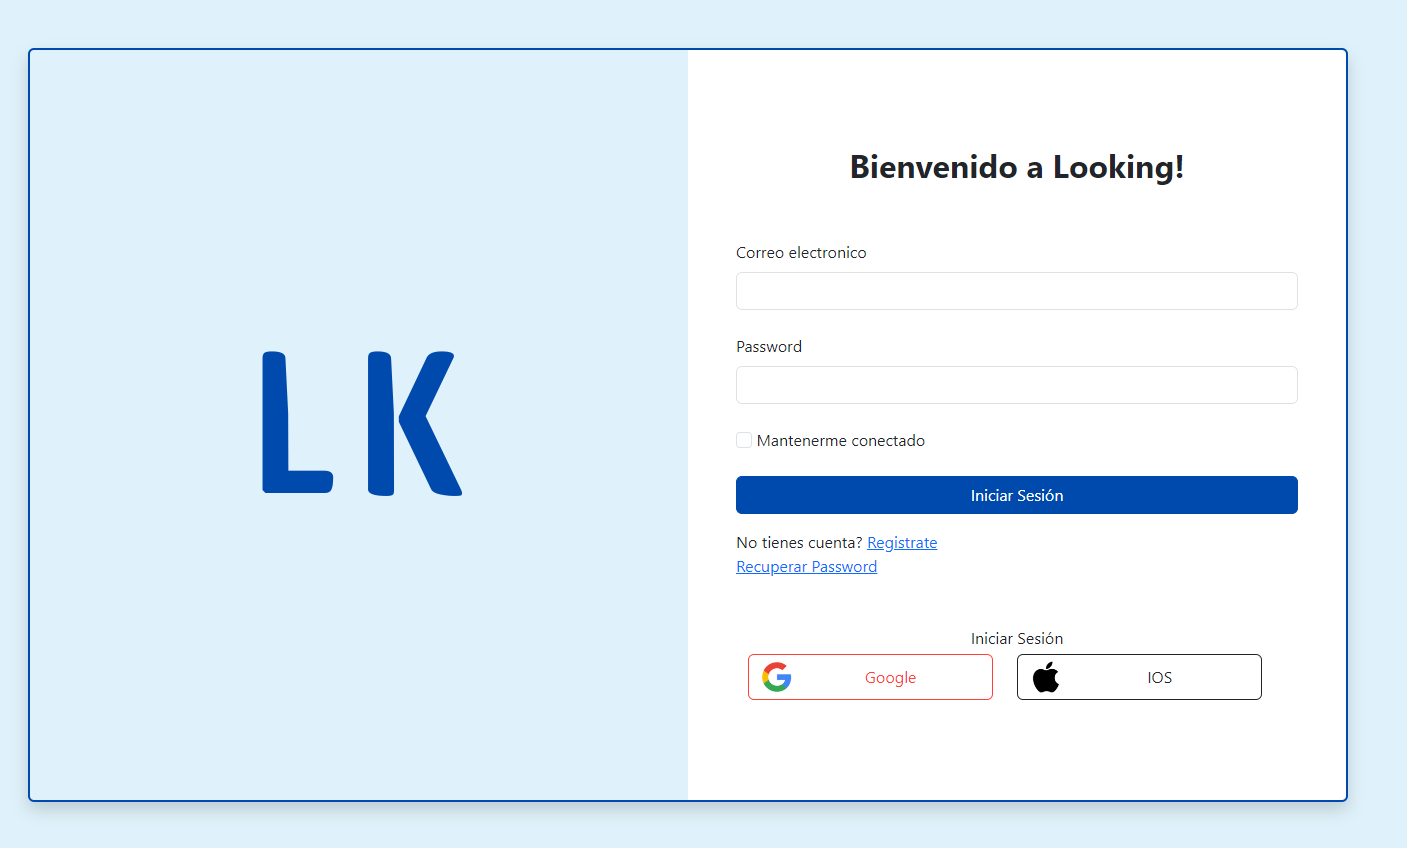 LK
Bienvenido a Looking!
Correo electronico
Password
Mantenerme conectado
Iniciar Sesión
No tienes cuenta? Registrate
Recuperar Password
Iniciar Sesión
Google
IOS